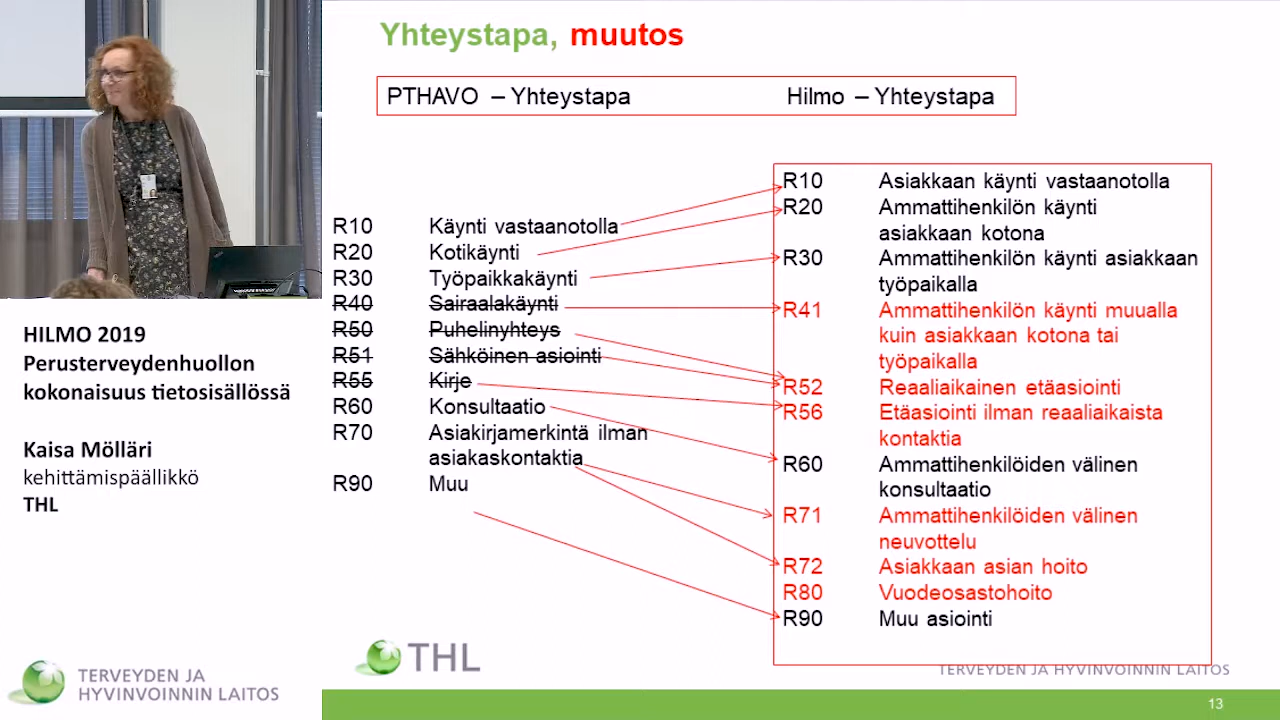 Yhteystapa, muutos
PTHAVO – Yhteystapa
Hilmo – Yhteystapa
R10 Käynti vastaanotolla
R20 Kotikäynti
R30 Työpaikkakäynti
R40 Sairaalakäynti
R50 Puhelinyhteys
R51 Sähköinen asiointi
R55 Kirje
R60 Konsultaatio
R70 Asiakirjamerkintä ilman
asiakaskontaktia
R90 Muu
R10 Asiakkaan käynti vastaanotolla
R20 Ammattihenkilön käynti
asiakkaan kotona
R30 Ammattihenkilön käynti asiakkaan
työpaikalla
R41 Ammattihenkilön käynti muualla
kuin asiakkaan kotona tai
työpaikalla
R52 Reaaliaikainen etäasiointi
R56 Etäasiointi ilman reaaliaikaista
kontaktia
R60 Ammattihenkilöiden välinen
konsultaatio
R71 Ammattihenkilöiden välinen
neuvottelu
R72 Asiakkaan asian hoito
R80 Vuodeosastohoito
R90 Muu asiointi
HILMO 2019
Perusterveydenhuollon
kokonaisuus tietosisällössä
Kaisa Mölläri
kehittämispäällikkö
THL
TERVEYDEN JA
HYVINVOINNIN LAITOS
THL
TERVEYDEN JA HYVINVOINNIN LAITOS
13